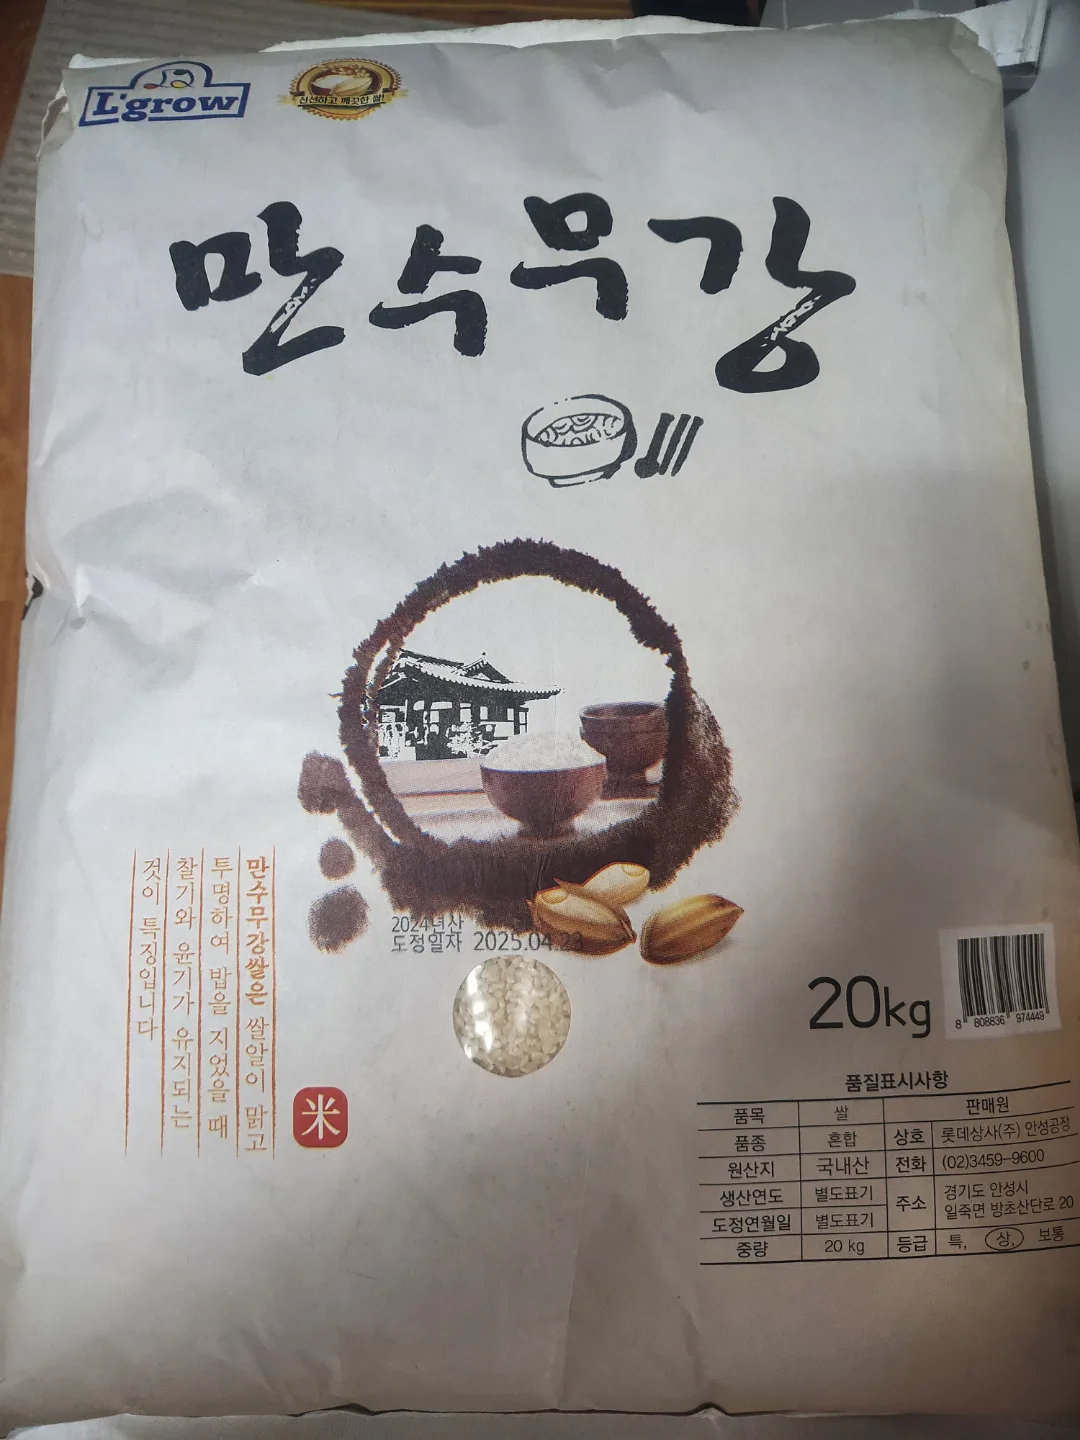 L'grow
신선하고 깨끗한 쌀!
만수무강
만수무강쌀은 쌀알이 맑고
투명하여 밥을 지었을 때
찰기와 윤기가 유지되는
것이 특징입니다
米
2024년산
도정일자 2025.04.23
20kg
8 808836 974449
품질표시사항
품목 쌀 판매원
품종 혼합 상호 롯데상사(주) 안성공장
원산지 국내산 전화 (02)3459-9600
생산연도 별도표기 주소 경기도 안성시
도정연월일 별도표기 일죽면 방초산단로 20
중량 20 kg 등급 특, 상, 보통